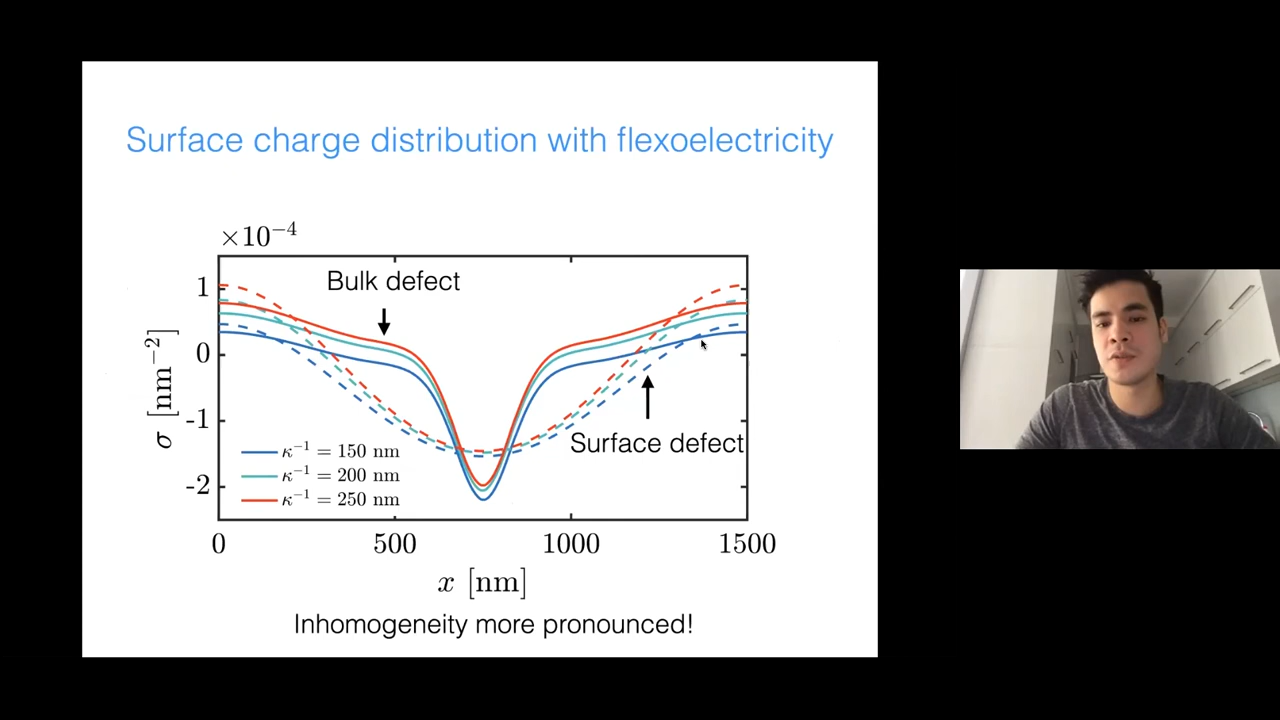 Surface charge distribution with flexoelectricity
×10⁻⁴
Bulk defect
1
0
-1
-2
σ [nm⁻²]
Surface defect
κ⁻¹ = 150 nm
κ⁻¹ = 200 nm
κ⁻¹ = 250 nm
0 500 1000 1500
x [nm]
Inhomogeneity more pronounced!